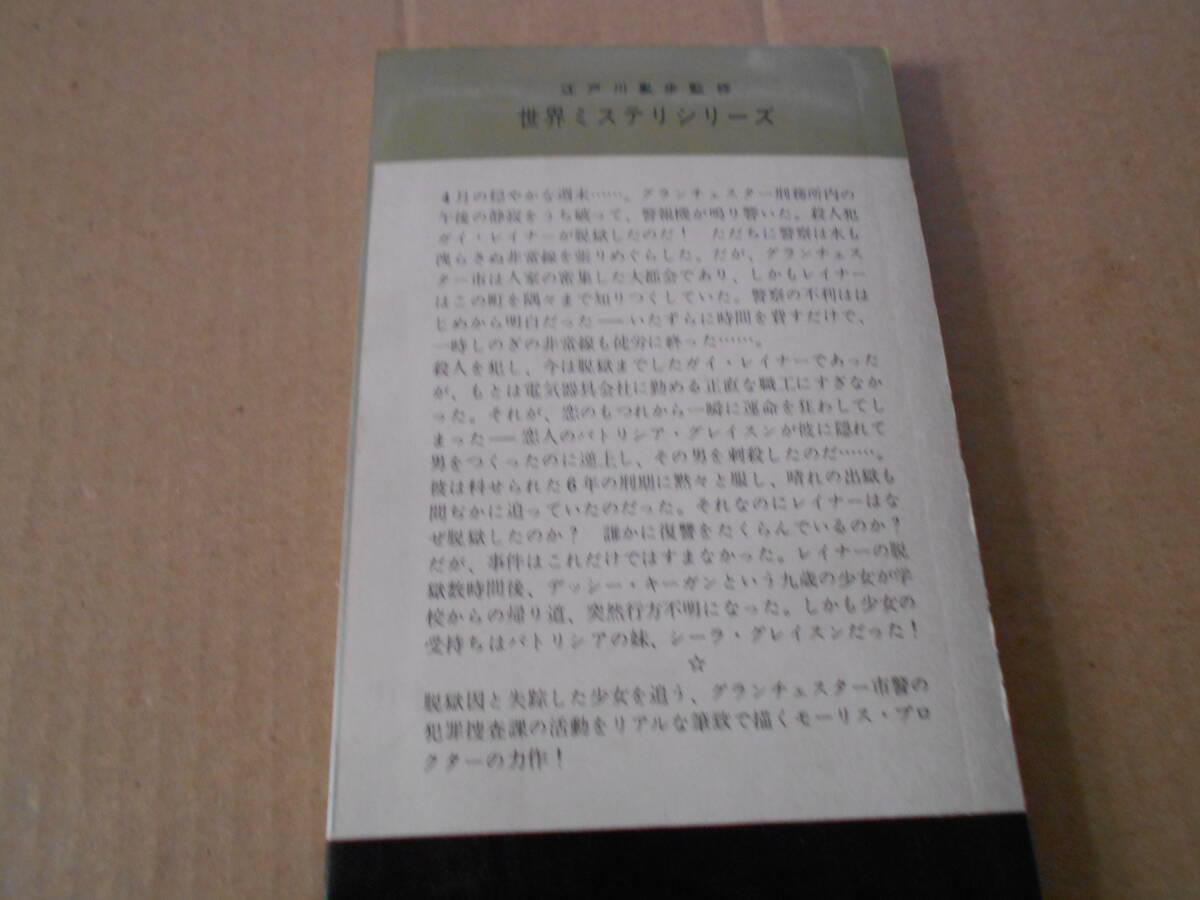 江戸川亂歩監修
世界ミステリシリーズ
4月の穏やかな週末……。グランチェスター刑務所内の
午後の静寂をうち破って、警報機が鳴り響いた。殺人犯
ガイ・レイナーが脱獄したのだ！　ただちに警察は水も
洩らさぬ非常線を張りめぐらした。だが、グランチェス
ター市は人家の密集した大都会であり、しかもレイナー
はこの町を隅々まで知りつくしていた。警察の不利はは
じめから明白だった——いたずらに時間を費すだけで、
一時しのぎの非常線も徒労に終った……。
殺人を犯し、今は脱獄までしたガイ・レイナーであった
が、もとは電気器具会社に勤める正直な職工にすぎなか
った。それが、恋のもつれから一瞬に運命を狂わしてし
まった——恋人のパトリシア・グレイスンが彼に隠れて
男をつくったのに逆上し、その男を刺殺したのだ……。
彼は科せられた6年の刑期に黙々と服し、晴れの出獄も
間ぢかに迫っていたのだった。それなのにレイナーはな
ぜ脱獄したのか？　誰かに復讐をたくらんでいるのか？
だが、事件はこれだけではすまなかった。レイナーの脱
獄数時間後、デッシー・キーガンという九歳の少女が学
校からの帰り道、突然行方不明になった。しかも少女の
受持ちはパトリシアの妹、シーラ・グレイスンだった！
☆
脱獄囚と失踪した少女を追う、グランチェスター市警の
犯罪捜査課の活動をリアルな筆致で描くモーリス・プロ
クターの力作！